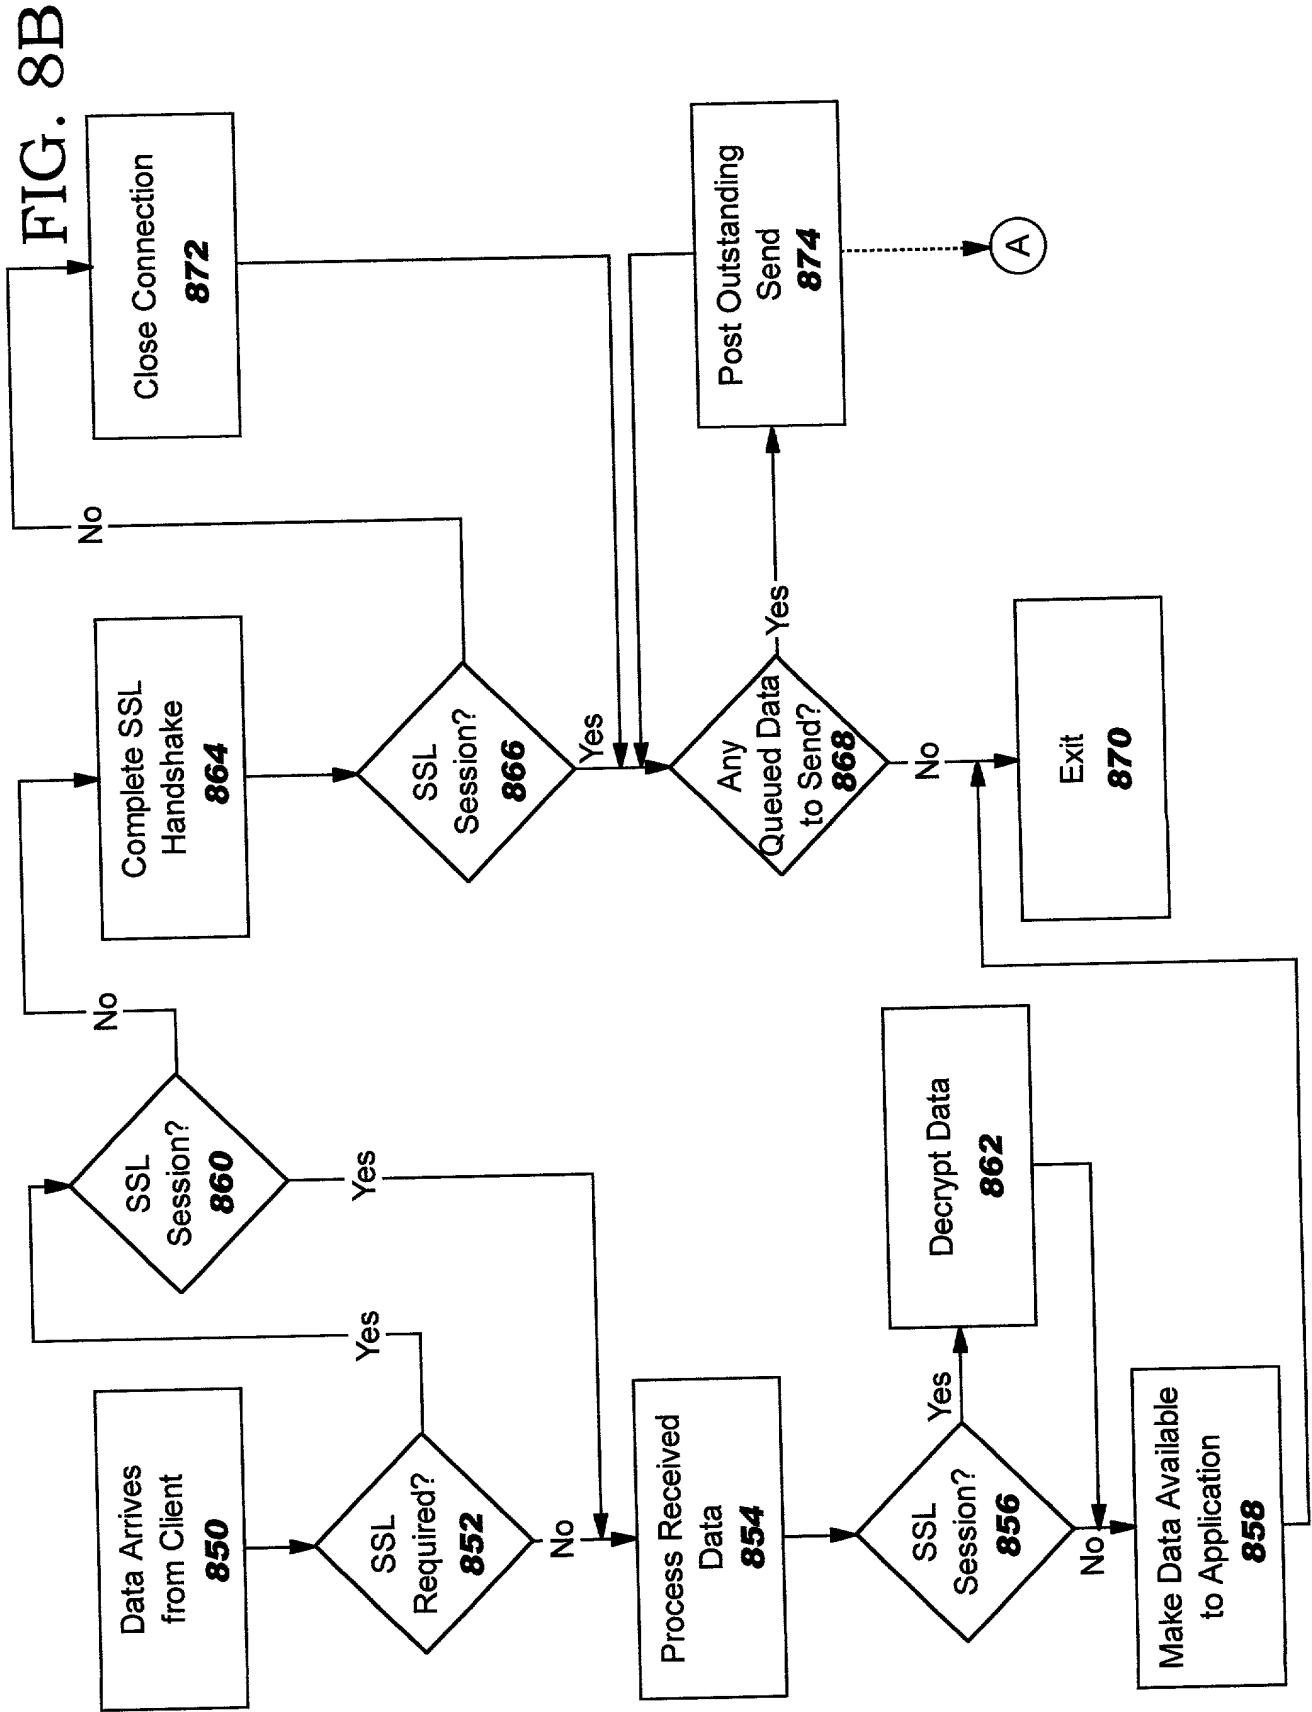 FIG. 8B
Data Arrives
from Client
850
SSL
Required?
852
Yes
No
Process Received
Data
854
SSL
Session?
856
Yes
No
Make Data Available
to Application
858
SSL
Session?
860
No
Yes
Decrypt Data
862
Complete SSL
Handshake
864
SSL
Session?
866
No
Yes
Any
Queued Data
to Send?
868
Yes
No
Exit
870
Close Connection
872
Post Outstanding
Send
874
A